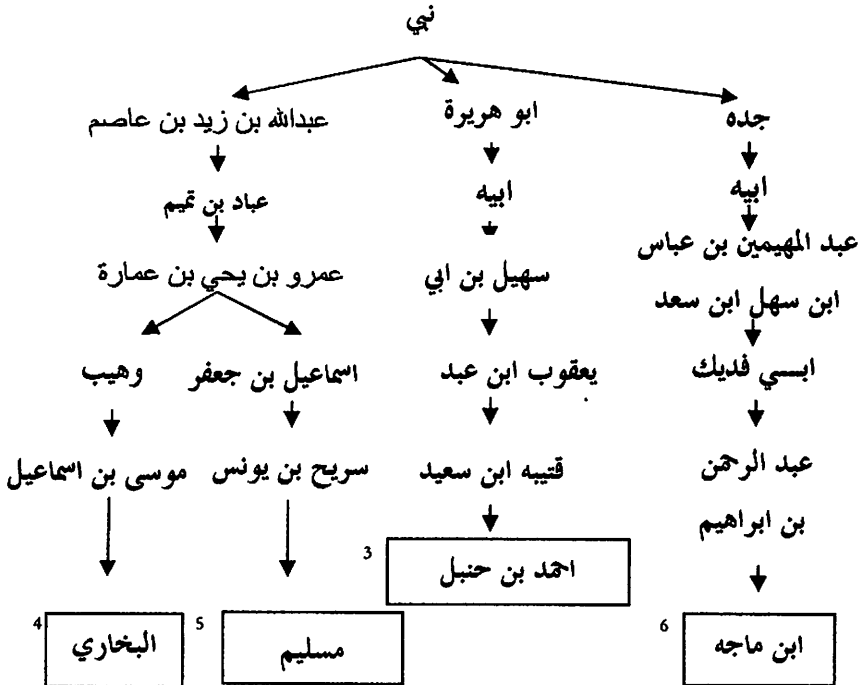 نبي
جده
ابو هريرة
عبدالله بن زيد بن عاصم
ابيه
ابيه
عباد بن تميم
عبد المهيمين بن عباس
سهيل بن ابي
عمرو بن يحي بن عمارة
ابن سهل ابن سعد
ابسي فديك
يعقوب ابن عبد
اسماعيل بن جعفر
وهيب
عبد الرحمن
قتيبه ابن سعيد
سريح بن يونس
موسى بن اسماعيل
بن ابراهيم
3
احمد بن حنبل
6
ابن ماجه
5
مسليم
4
البخاري